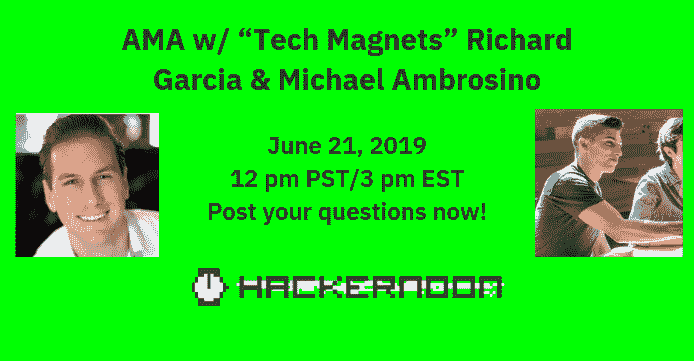 AMA w/ “Tech Magnets” Richard
Garcia & Michael Ambrosino
June 21, 2019
12 pm PST/3 pm EST
Post your questions now!
HACKERNOON